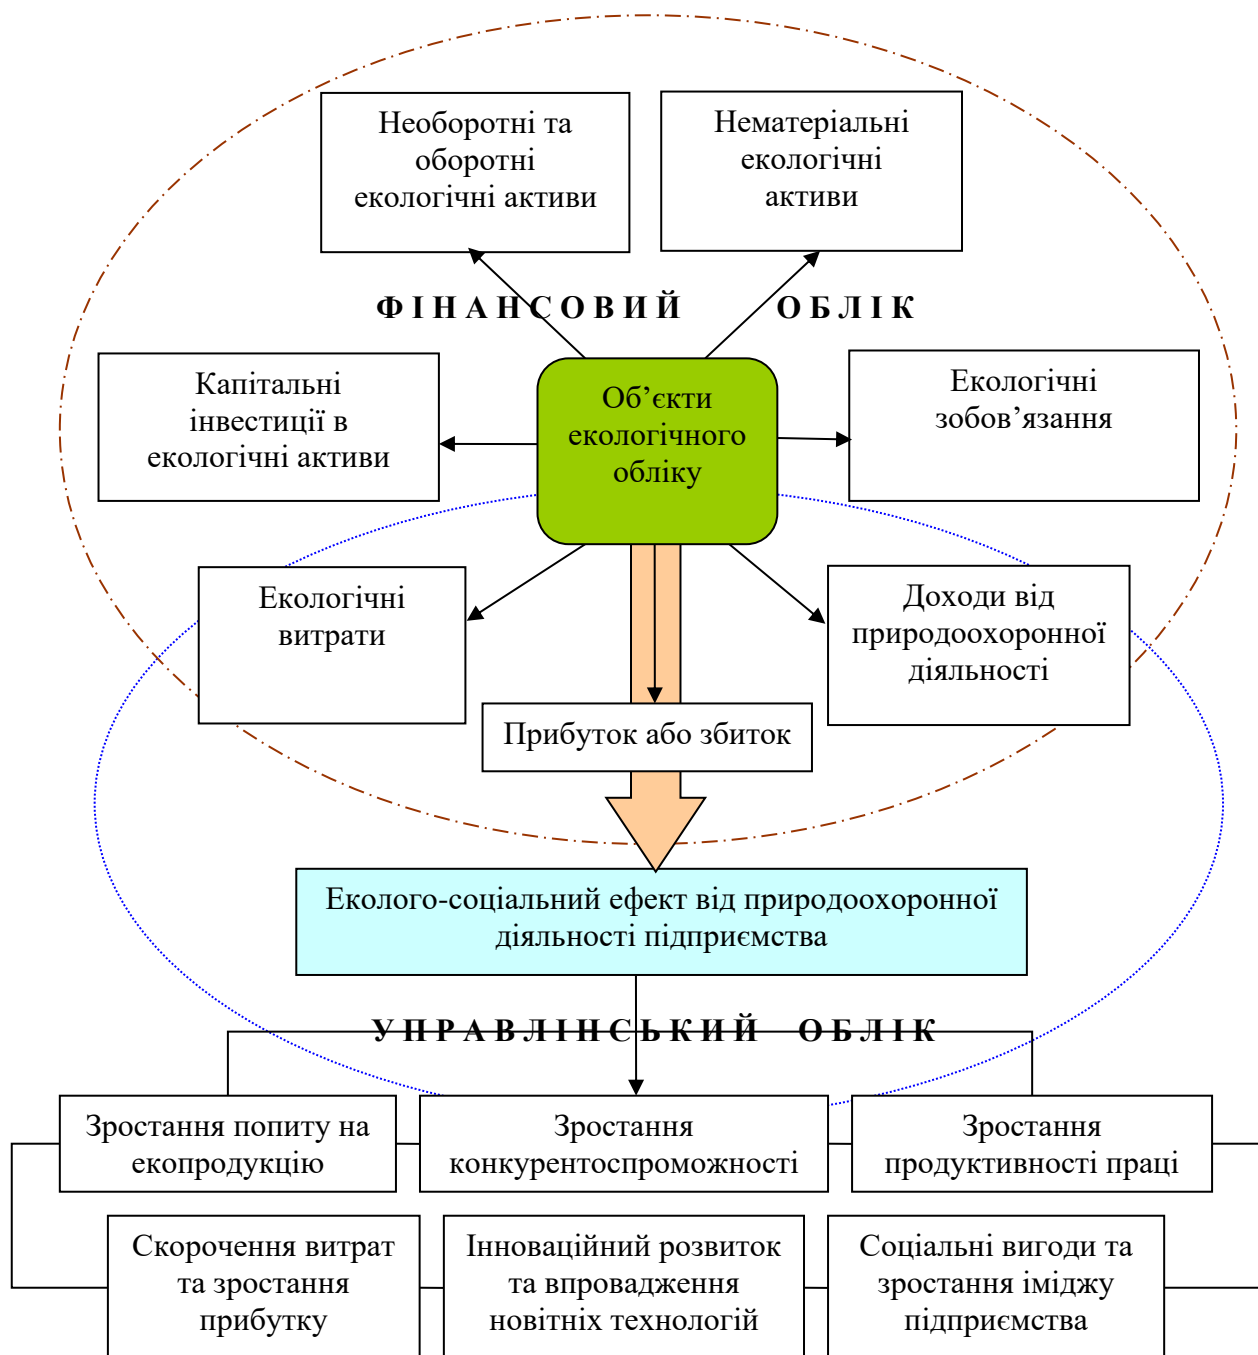 Необоротні та
оборотні
екологічні активи
Нематеріальні
екологічні
активи
Ф І Н А Н С О В И Й О Б Л І К
Капітальні
інвестиції в
екологічні активи
Об’єкти
екологічного
обліку
Екологічні
зобов’язання
Екологічні
витрати
Доходи від
природоохоронної
діяльності
Прибуток або збиток
Еколого-соціальний ефект від природоохоронної
діяльності підприємства
У П Р А В Л І Н С Ь К И Й О Б Л І К
Зростання попиту на
екопродукцію
Зростання
конкурентоспроможності
Зростання
продуктивності праці
Скорочення витрат
та зростання
прибутку
Інноваційний розвиток
та впровадження
новітніх технологій
Соціальні вигоди та
зростання іміджу
підприємства